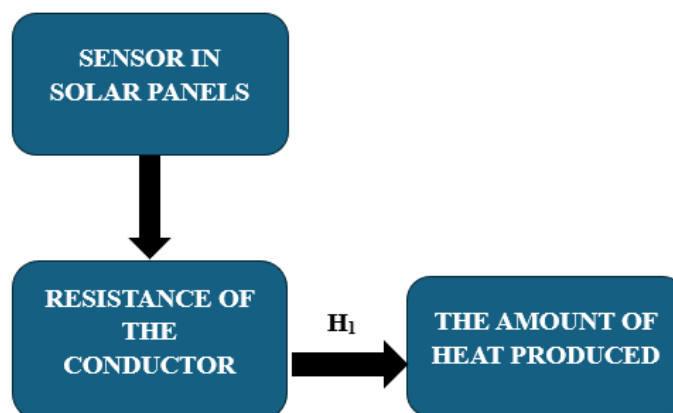 SENSOR IN
SOLAR PANELS
RESISTANCE OF
THE
CONDUCTOR
H₁
THE AMOUNT OF
HEAT PRODUCED